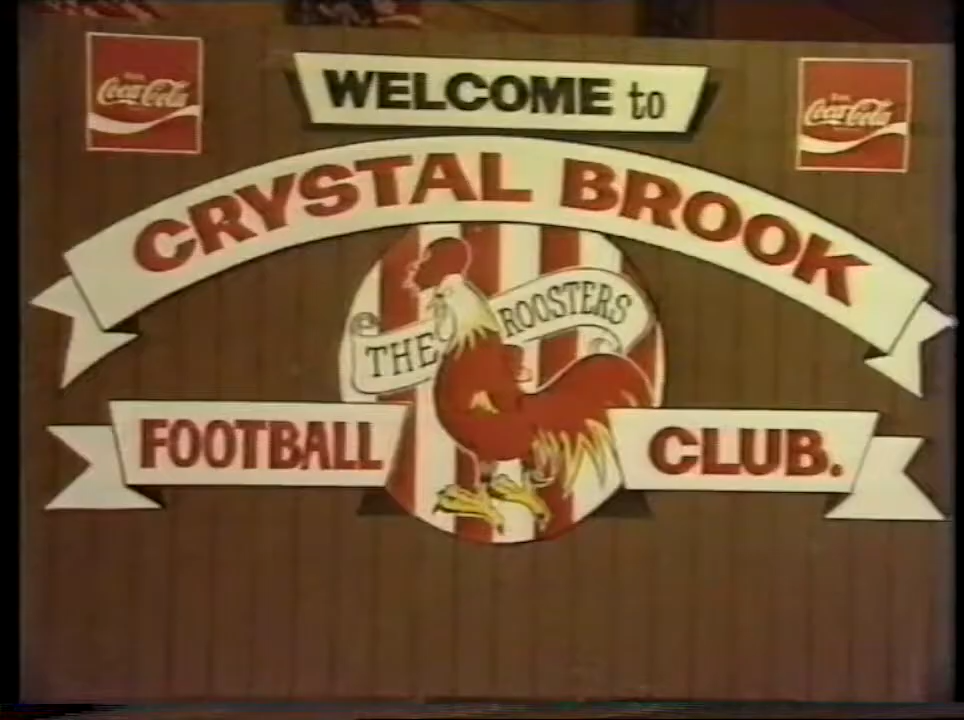 WELCOME to
Coca-Cola
Coca-Cola
CRYSTAL BROOK
THE ROOSTERS
FOOTBALL CLUB.